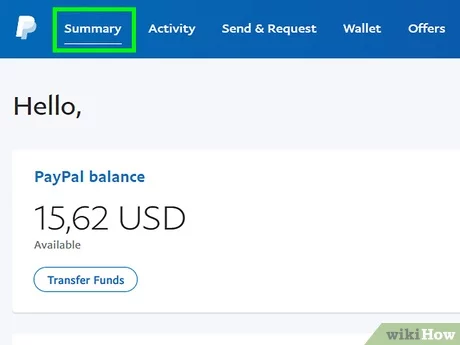 Summary Activity Send & Request Wallet Offers
Hello,
PayPal balance
15,62 USD
Available
Transfer Funds
wikiHow